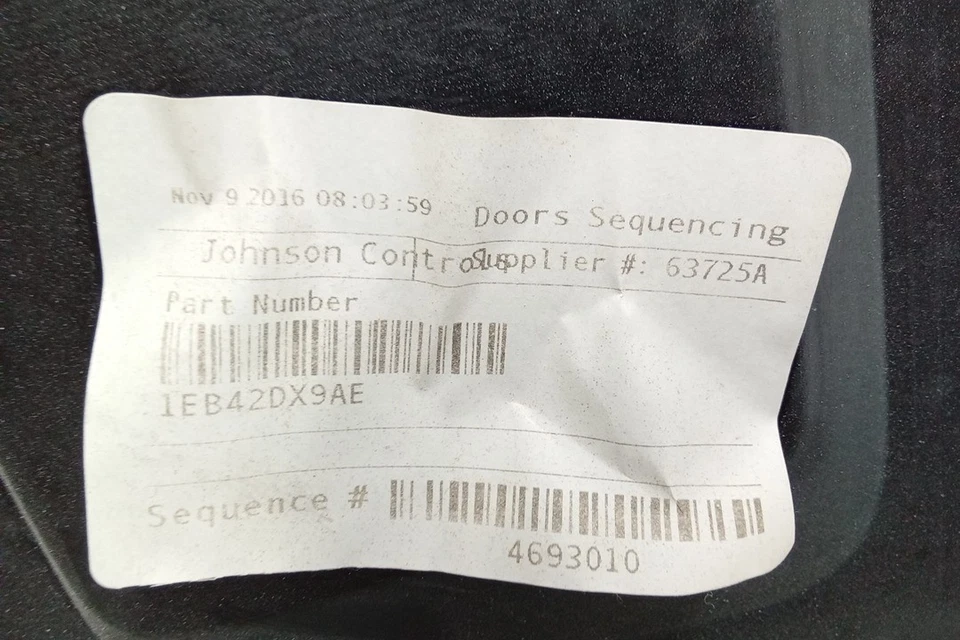 Nov 9 2016 08:03:59
Doors Sequencing
Johnson Controls
Supplier #: 63725A
Part Number
1EB42DX9AE
Sequence #
4693010